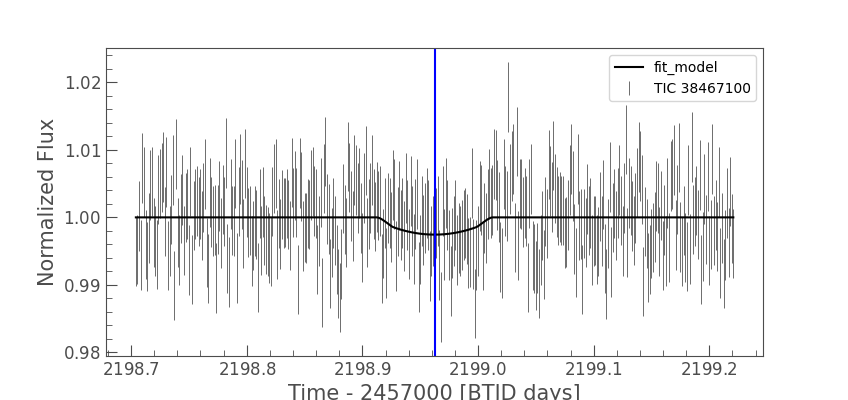 fit_model
TIC 38467100
1.02
1.01
1.00
0.99
0.98
Normalized Flux
2198.7 2198.8 2198.9 2199.0 2199.1 2199.2
Time - 2457000 [BTJD days]